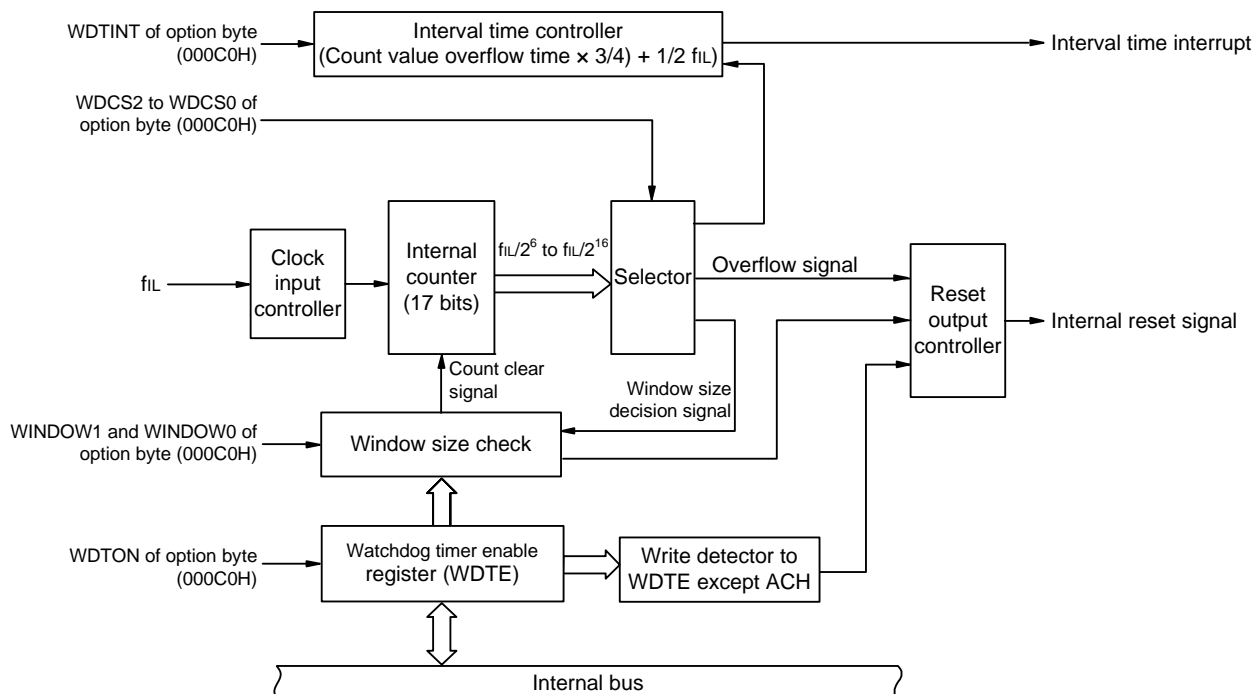 WDTINT of option byte
(000C0H)
Interval time controller
(Count value overflow time × 3/4) + 1/2 fIL)
Interval time interrupt
WDCS2 to WDCS0 of
option byte (000C0H)
fIL
Clock
input
controller
Internal
counter
(17 bits)
fIL/2⁶ to fIL/2¹⁶
Selector
Overflow signal
Reset
output
controller
Internal reset signal
Count clear
signal
Window size
decision signal
WINDOW1 and WINDOW0 of
option byte (000C0H)
Window size check
WDTON of option byte
(000C0H)
Watchdog timer enable
register (WDTE)
Write detector to
WDTE except ACH
Internal bus